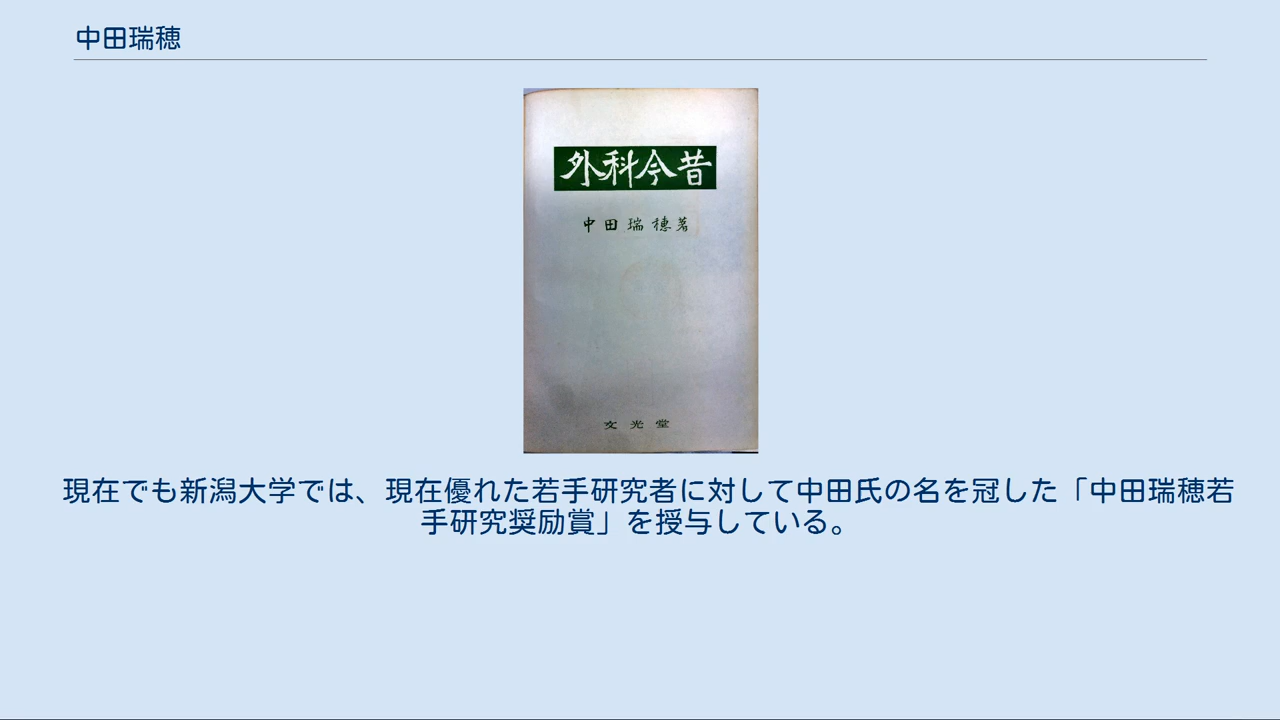 中田瑞穂
外科今昔
中田瑞穂著
文光堂
現在でも新潟大学では、現在優れた若手研究者に対して中田氏の名を冠した「中田瑞穂若
手研究奨励賞」を授与している。